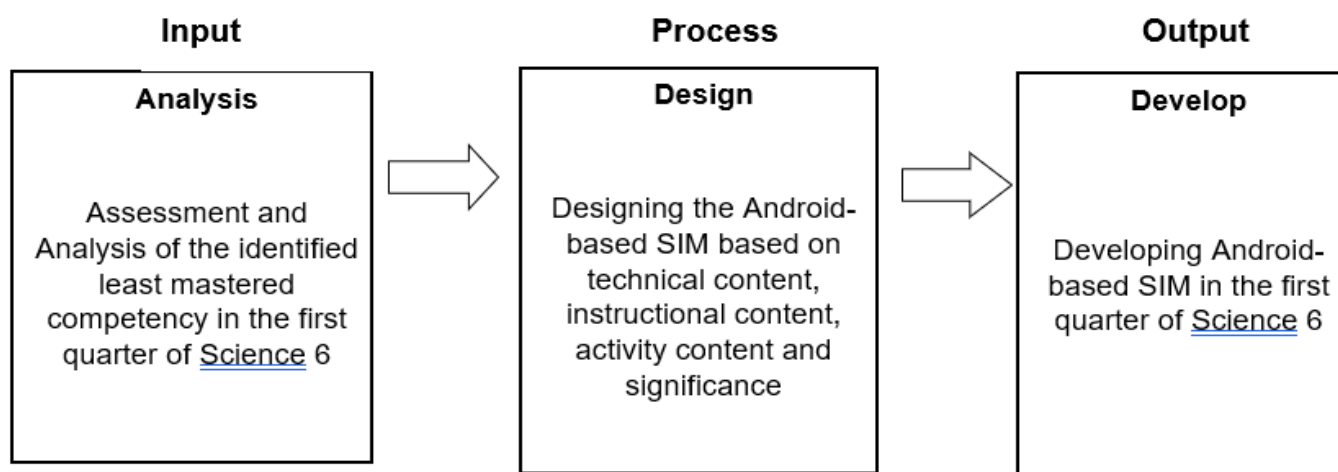 Input
Process
Output
Analysis
Assessment and
Analysis of the identified
least mastered
competency in the first
quarter of Science 6
Design
Designing the Android-
based SIM based on
technical content,
instructional content,
activity content and
significance
Develop
Developing Android-
based SIM in the first
quarter of Science 6